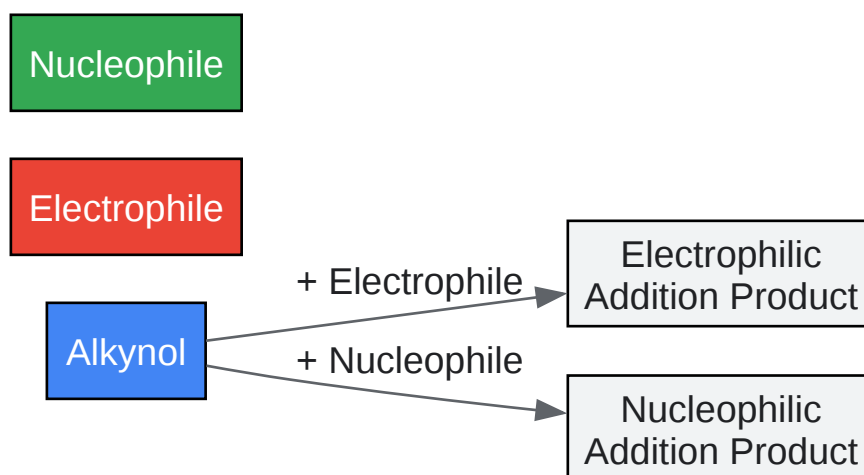 Nucleophile
Electrophile
Alkynol
+ Electrophile
+ Nucleophile
Electrophilic
Addition Product
Nucleophilic
Addition Product